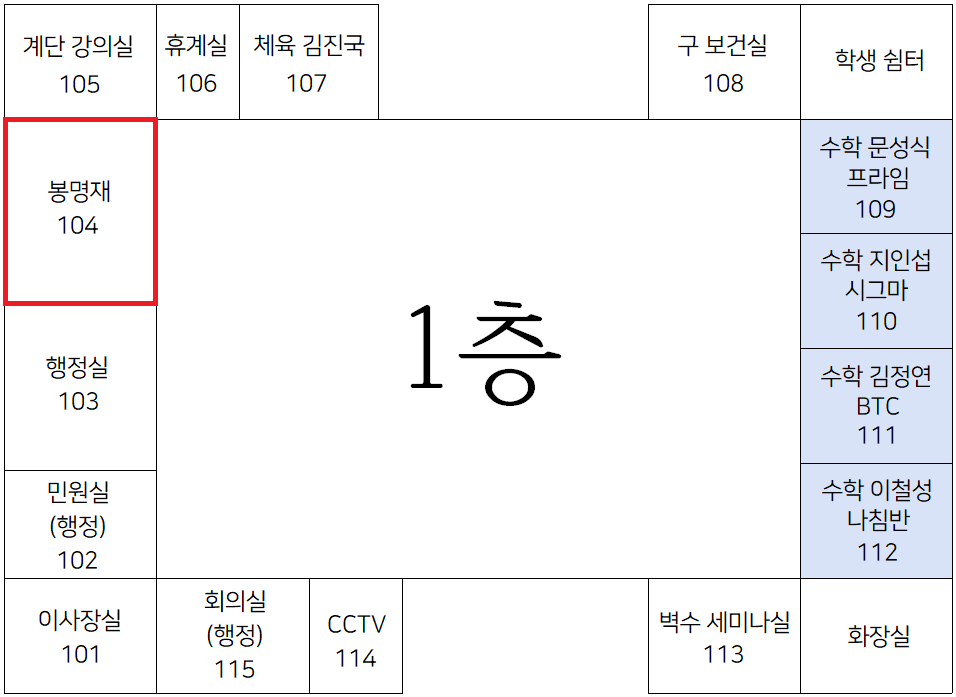 계단 강의실
105
휴계실
106
체육 김진국
107
구 보건실
108
학생 쉼터
봉명재
104
수학 문성식
프라임
109
수학 지인섭
시그마
110
1층
행정실
103
수학 김정연
BTC
111
민원실
(행정)
102
수학 이철성
나침반
112
이사장실
101
회의실
(행정)
115
CCTV
114
벽수 세미나실
113
화장실